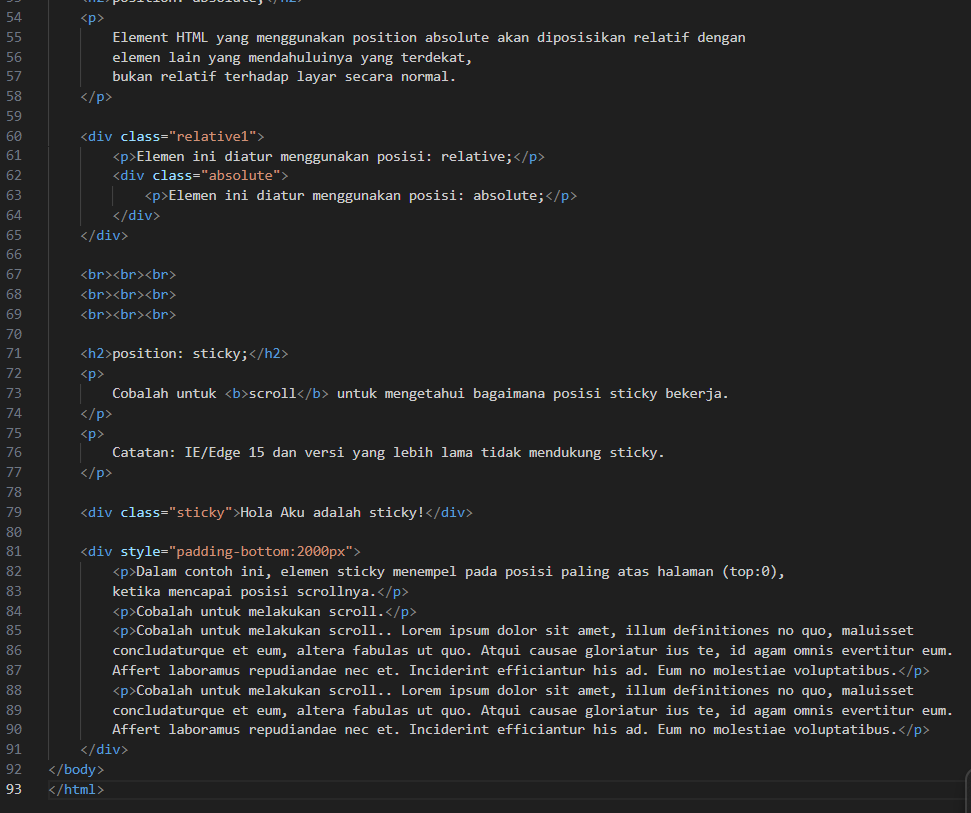 54 <p>
55 Element HTML yang menggunakan position absolute akan diposisikan relatif dengan
56 elemen lain yang mendahuluinya yang terdekat,
57 bukan relatif terhadap layar secara normal.
58 </p>
59
60 <div class="relative1">
61 <p>Elemen ini diatur menggunakan posisi: relative;</p>
62 <div class="absolute">
63 <p>Elemen ini diatur menggunakan posisi: absolute;</p>
64 </div>
65 </div>
66
67 <br><br><br>
68 <br><br><br>
69 <br><br><br>
70
71 <h2>position: sticky;</h2>
72 <p>
73 Cobalah untuk <b>scroll</b> untuk mengetahui bagaimana posisi sticky bekerja.
74 </p>
75 <p>
76 Catatan: IE/Edge 15 dan versi yang lebih lama tidak mendukung sticky.
77 </p>
78
79 <div class="sticky">Hola Aku adalah sticky!</div>
80
81 <div style="padding-bottom:2000px">
82 <p>Dalam contoh ini, elemen sticky menempel pada posisi paling atas halaman (top:0),
83 ketika mencapai posisi scrollnya.</p>
84 <p>Cobalah untuk melakukan scroll.</p>
85 <p>Cobalah untuk melakukan scroll.. Lorem ipsum dolor sit amet, illum definitiones no quo, maluisset
86 concludaturque et eum, altera fabulas ut quo. Atqui causae gloriatur ius te, id agam omnis evertitur eum.
87 Affert laboramus repudiandae nec et. Inciderint efficiantur his ad. Eum no molestiae voluptatibus.</p>
88 <p>Cobalah untuk melakukan scroll.. Lorem ipsum dolor sit amet, illum definitiones no quo, maluisset
89 concludaturque et eum, altera fabulas ut quo. Atqui causae gloriatur ius te, id agam omnis evertitur eum.
90 Affert laboramus repudiandae nec et. Inciderint efficiantur his ad. Eum no molestiae voluptatibus.</p>
91 </div>
92 </body>
93 </html>